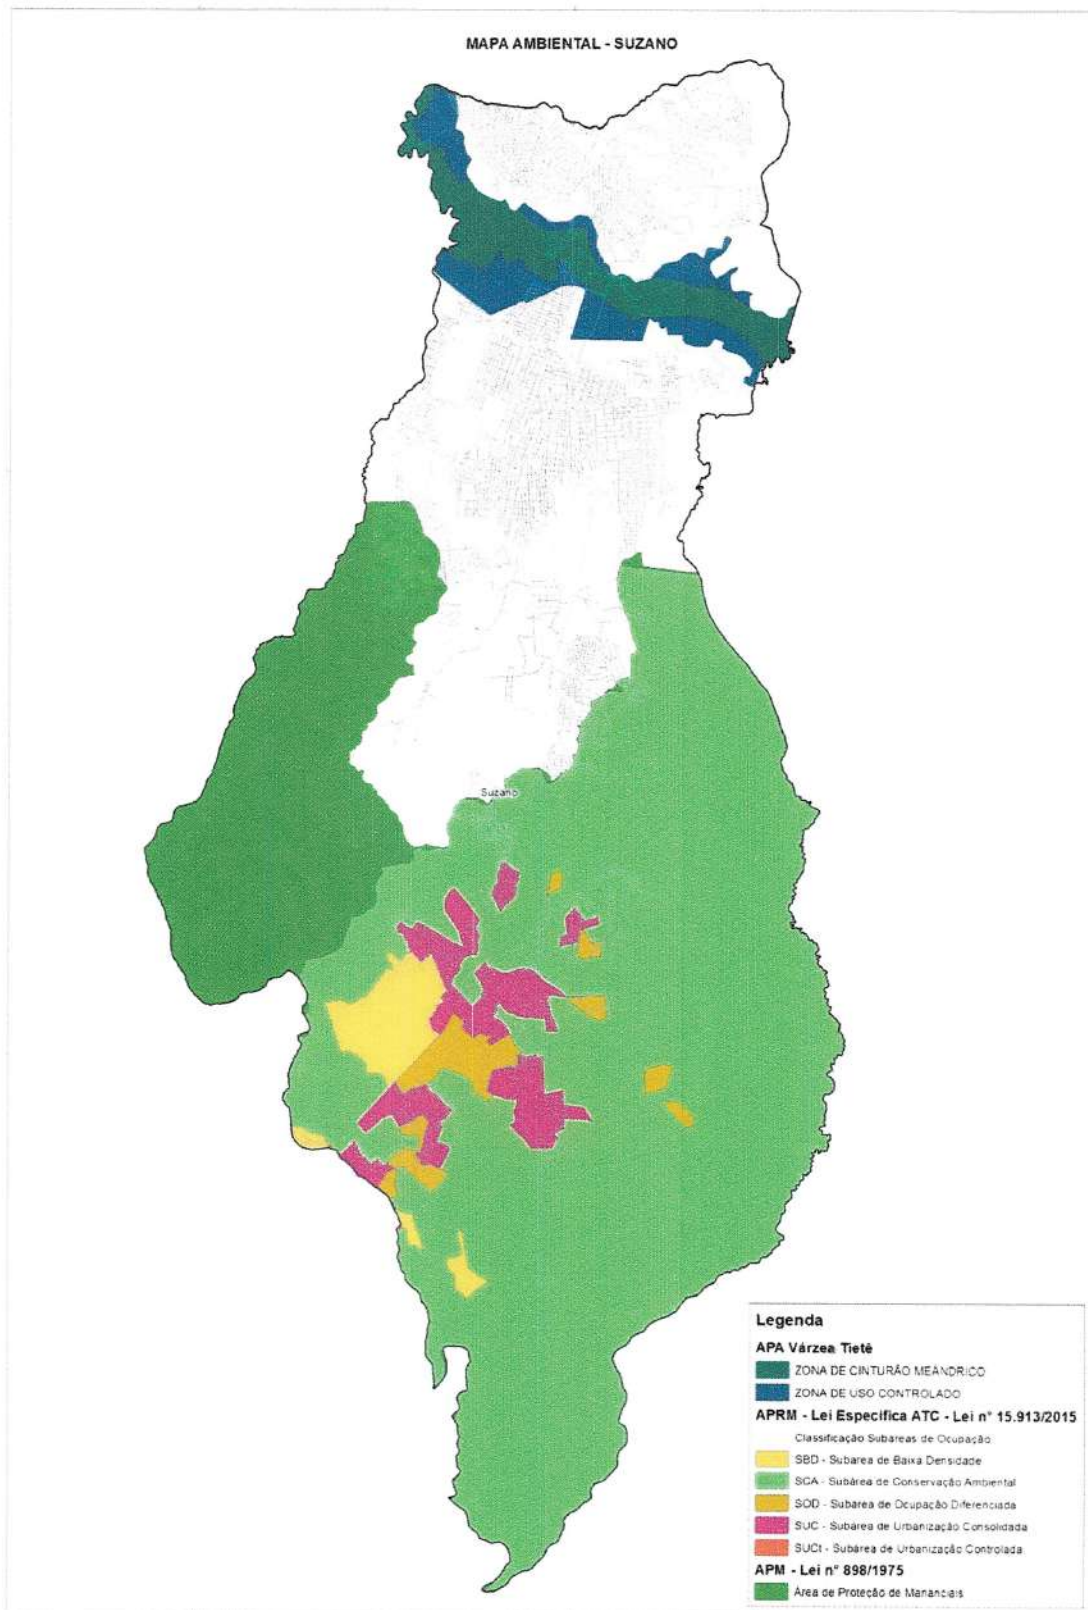 MAPA AMBIENTAL - SUZANO
Suzano
Legenda
APA Várzea Tietê
ZONA DE CINTURÃO MEÂNDRICO
ZONA DE USO CONTROLADO
APRM - Lei Específica ATC - Lei n° 15.913/2015
Classificação Subáreas de Ocupação
SBD - Subárea de Baixa Densidade
SCA - Subárea de Conservação Ambiental
SOD - Subárea de Ocupação Diferenciada
SUC - Subárea de Urbanização Consolidada
SUCt - Subárea de Urbanização Controlada
APM - Lei n° 898/1975
Área de Proteção de Mananciais